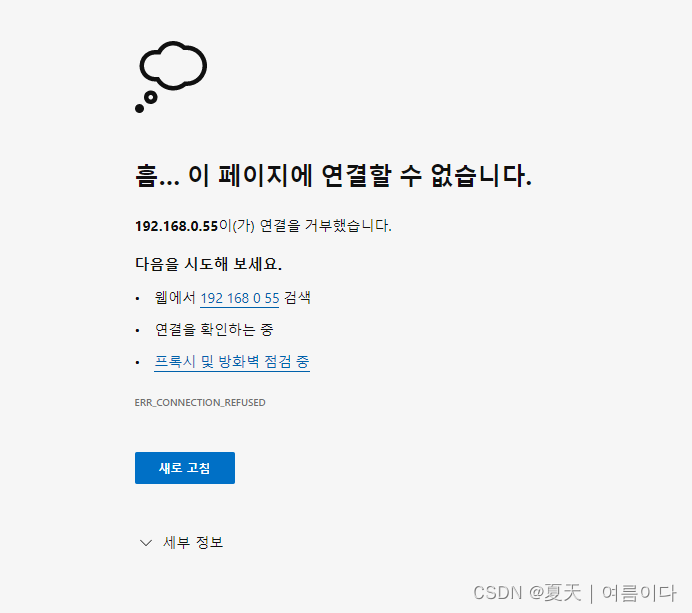 흠... 이 페이지에 연결할 수 없습니다.
192.168.0.55이(가) 연결을 거부했습니다.
다음을 시도해 보세요.
• 웹에서 192 168 0 55 검색
• 연결을 확인하는 중
• 프록시 및 방화벽 점검 중
ERR_CONNECTION_REFUSED
새로 고침
세부 정보
CSDN @夏天 | 여름이다